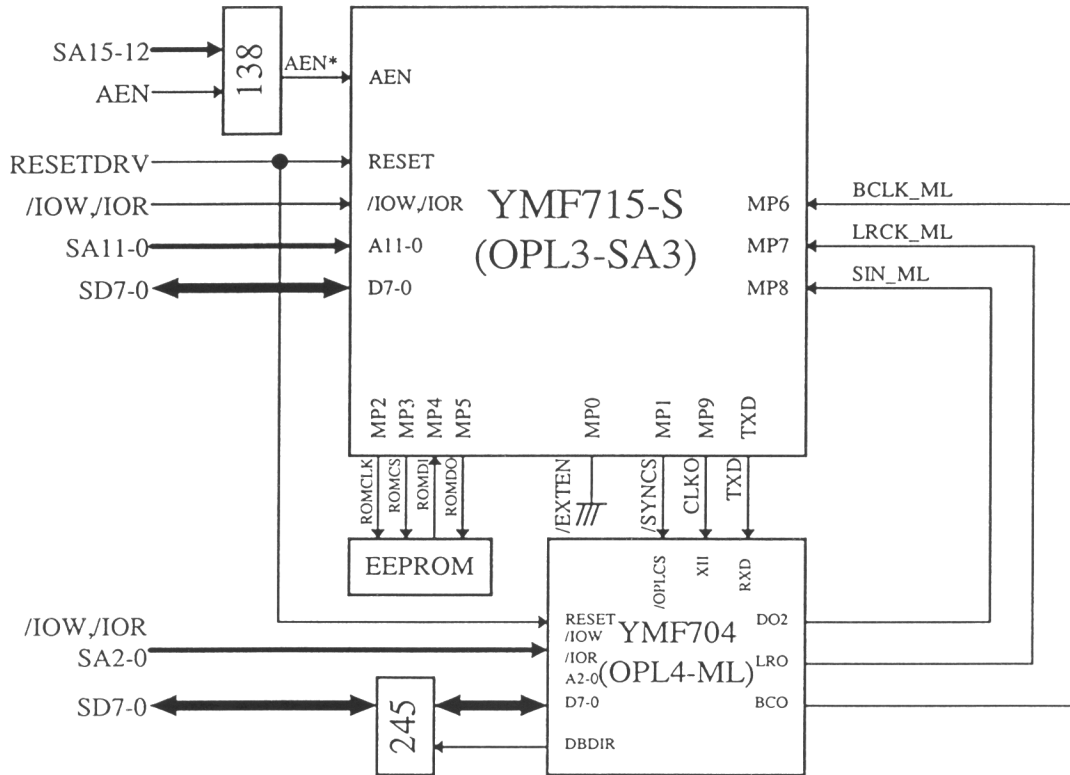 SA15-12
AEN
138
AEN*
AEN
RESETDRV
RESET
/IOW,/IOR
/IOW,/IOR
SA11-0
A11-0
SD7-0
D7-0
YMF715-S
(OPL3-SA3)
MP6
BCLK_ML
MP7
LRCK_ML
MP8
SIN_ML
MP2
MP3
MP4
MP5
MP0
MP1
MP9
TXD
ROMCLK
ROMCS
ROMDI
ROMDO
/EXTEN
/SYNCS
CLKO
TXD
EEPROM
/OPLCS
XII
RXD
/IOW,/IOR
SA2-0
SD7-0
245
RESET
/IOW
/IOR
A2-0
D7-0
DBDIR
YMF704
(OPL4-ML)
DO2
LRO
BCO